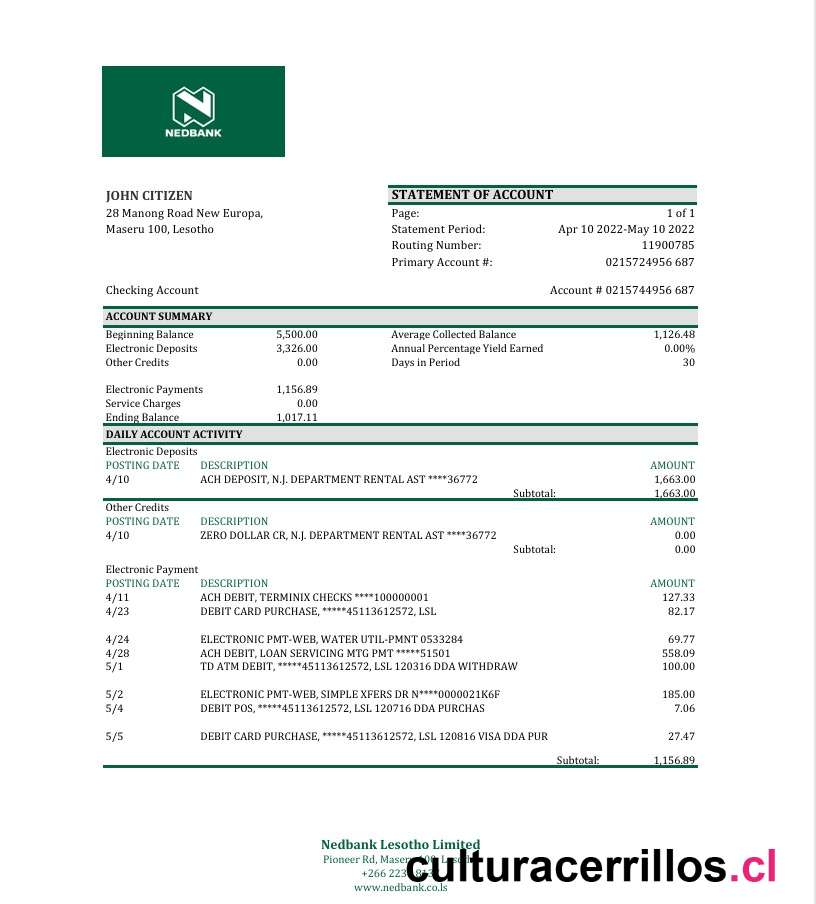 NEDBANK
JOHN CITIZEN
28 Manong Road New Europa,
Maseru 100, Lesotho
STATEMENT OF ACCOUNT
Page: 1 of 1
Statement Period: Apr 10 2022-May 10 2022
Routing Number: 11900785
Primary Account #: 0215724956 687
Checking Account Account # 0215744956 687
ACCOUNT SUMMARY
Beginning Balance 5,500.00 Average Collected Balance 1,126.48
Electronic Deposits 3,326.00 Annual Percentage Yield Earned 0.00%
Other Credits 0.00 Days in Period 30
Electronic Payments 1,156.89
Service Charges 0.00
Ending Balance 1,017.11
DAILY ACCOUNT ACTIVITY
Electronic Deposits
POSTING DATE DESCRIPTION AMOUNT
4/10 ACH DEPOSIT, N.J. DEPARTMENT RENTAL AST ****36772 1,663.00
Subtotal: 1,663.00
Other Credits
POSTING DATE DESCRIPTION AMOUNT
4/10 ZERO DOLLAR CR, N.J. DEPARTMENT RENTAL AST ****36772 0.00
Subtotal: 0.00
Electronic Payment
POSTING DATE DESCRIPTION AMOUNT
4/11 ACH DEBIT, TERMINIX CHECKS ****100000001 127.33
4/23 DEBIT CARD PURCHASE, *****45113612572, LSL 82.17
4/24 ELECTRONIC PMT-WEB, WATER UTIL-PMNT 0533284 69.77
4/28 ACH DEBIT, LOAN SERVICING MTG PMT *****51501 558.09
5/1 TD ATM DEBIT, *****45113612572, LSL 120316 DDA WITHDRAW 100.00
5/2 ELECTRONIC PMT-WEB, SIMPLE XFERS DR N****0000021K6F 185.00
5/4 DEBIT POS, *****45113612572, LSL 120716 DDA PURCHAS 7.06
5/5 DEBIT CARD PURCHASE, *****45113612572, LSL 120816 VISA DDA PUR 27.47
Subtotal: 1,156.89
Nedbank Lesotho Limited
Pioneer Rd,
+266
www.nedbank.co.ls
culturacerrillos.cl